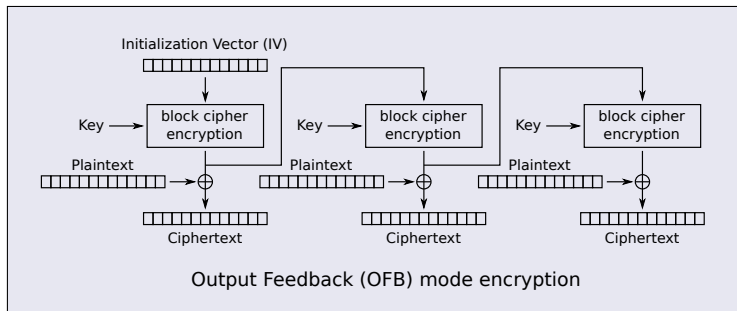 Initialization Vector (IV)
Key
block cipher
encryption
Key
block cipher
encryption
Key
block cipher
encryption
Plaintext
Plaintext
Plaintext
Ciphertext
Ciphertext
Ciphertext
Output Feedback (OFB) mode encryption